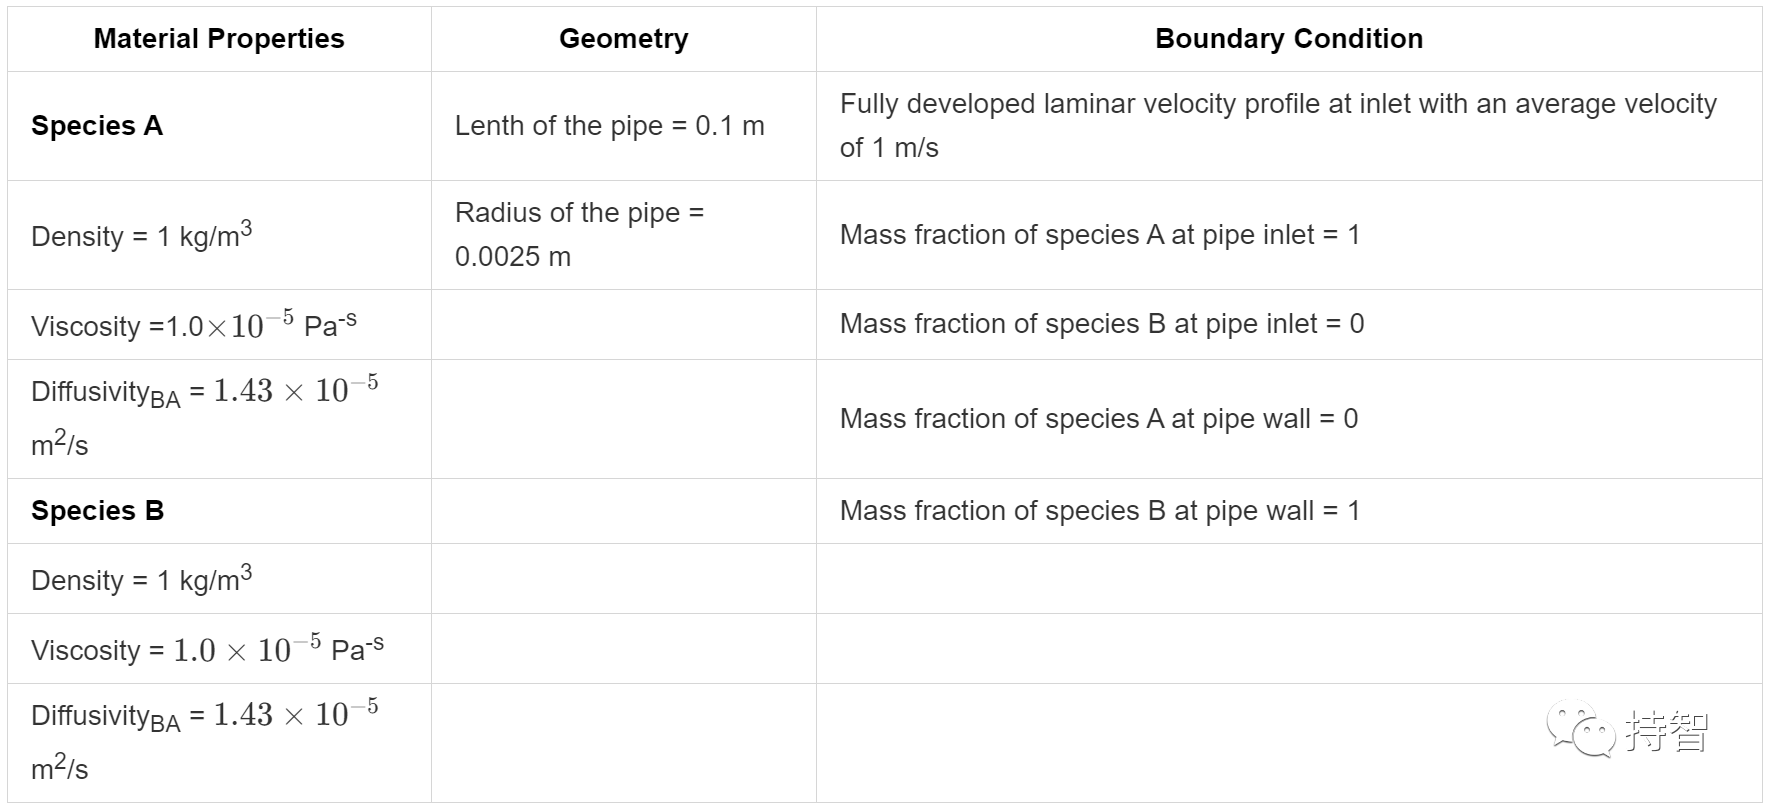 Material Properties Geometry Boundary Condition
Species A
Lenth of the pipe = 0.1 m
Fully developed laminar velocity profile at inlet with an average velocity
of 1 m/s
Density = 1 kg/m³
Radius of the pipe =
0.0025 m
Mass fraction of species A at pipe inlet = 1
Viscosity =1.0×10⁻⁵ Pa⁻ˢ
Mass fraction of species B at pipe inlet = 0
Diffusivity_BA = 1.43 × 10⁻⁵
m²/s
Mass fraction of species A at pipe wall = 0
Species B
Mass fraction of species B at pipe wall = 1
Density = 1 kg/m³
Viscosity = 1.0 × 10⁻⁵ Pa⁻ˢ
Diffusivity_BA = 1.43 × 10⁻⁵
m²/s
持智